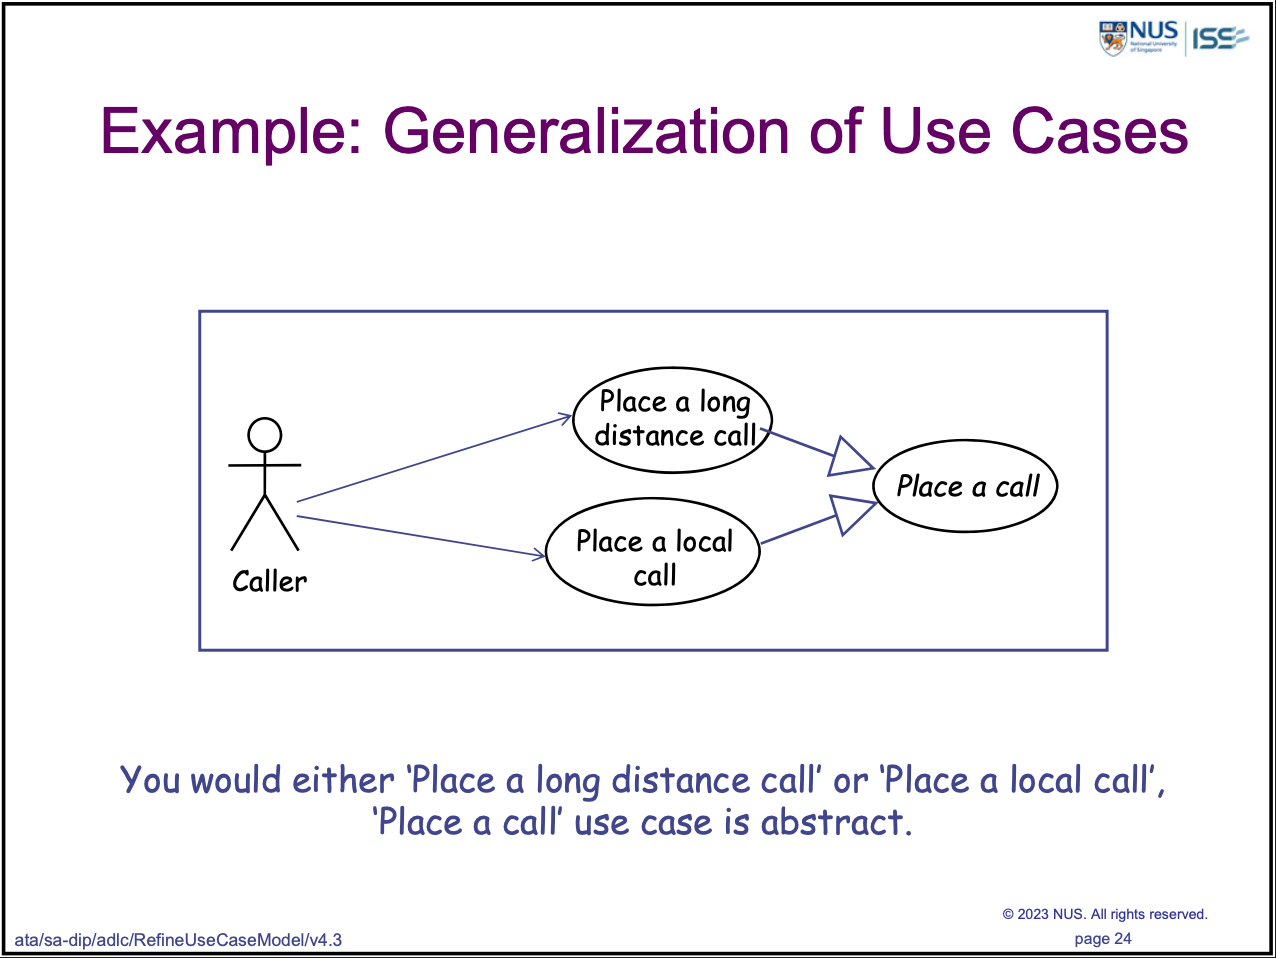 NUS
National University
of Singapore
ISS
Example: Generalization of Use Cases
Place a long
distance call
Place a call
Place a local
call
Caller
You would either ‘Place a long distance call’ or ‘Place a local call’,
‘Place a call’ use case is abstract.
© 2023 NUS. All rights reserved.
ata/sa-dip/adlc/RefineUseCaseModel/v4.3
page 24